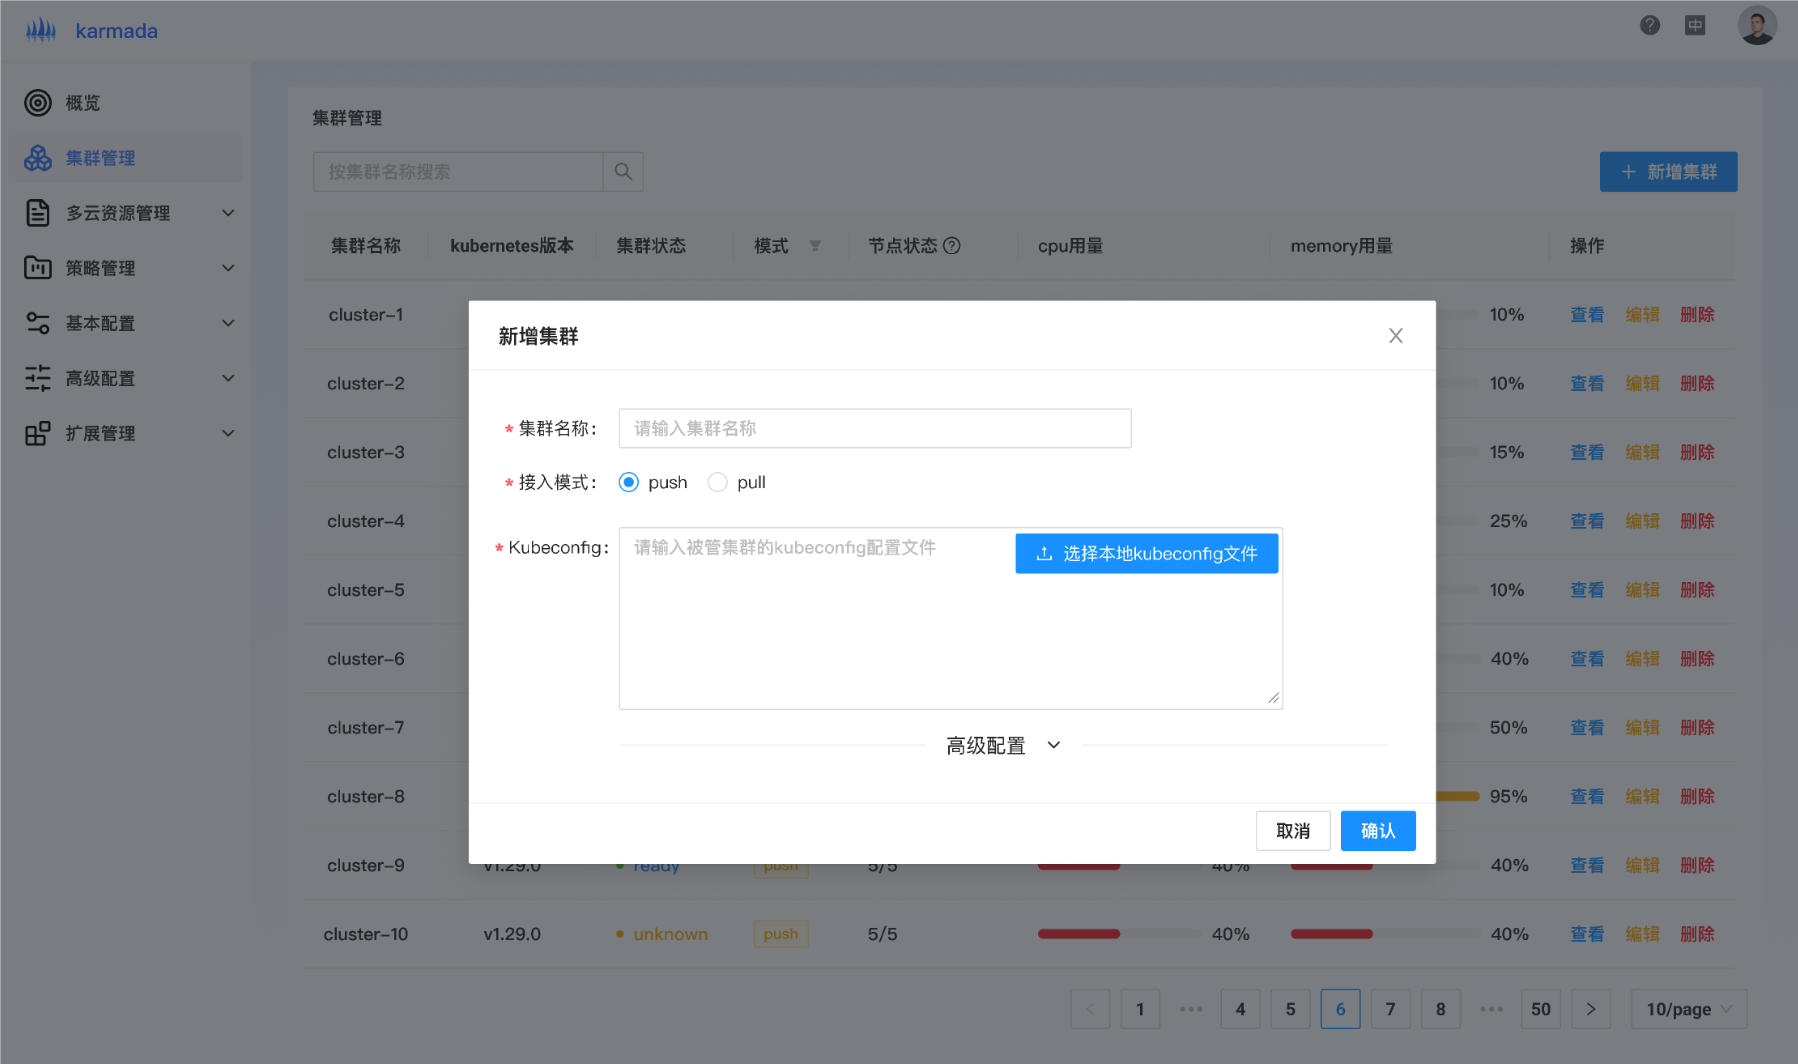 karmada
中
概览
集群管理
多云资源管理
策略管理
基本配置
高级配置
扩展管理
集群管理
按集群名称搜索
+ 新增集群
集群名称 kubernetes版本 集群状态 模式 节点状态 cpu用量 memory用量 操作
cluster-1 10% 查看 编辑 删除
cluster-2 10% 查看 编辑 删除
cluster-3 15% 查看 编辑 删除
cluster-4 25% 查看 编辑 删除
cluster-5 10% 查看 编辑 删除
cluster-6 40% 查看 编辑 删除
cluster-7 50% 查看 编辑 删除
cluster-8 95% 查看 编辑 删除
cluster-9 v1.29.0 ready push 5/5 40% 40% 查看 编辑 删除
cluster-10 v1.29.0 unknown push 5/5 40% 40% 查看 编辑 删除
1 ••• 4 5 6 7 8 ••• 50 10/page
新增集群
* 集群名称： 请输入集群名称
* 接入模式： push pull
* Kubeconfig: 请输入被管集群的kubeconfig配置文件 选择本地kubeconfig文件
高级配置
取消 确认